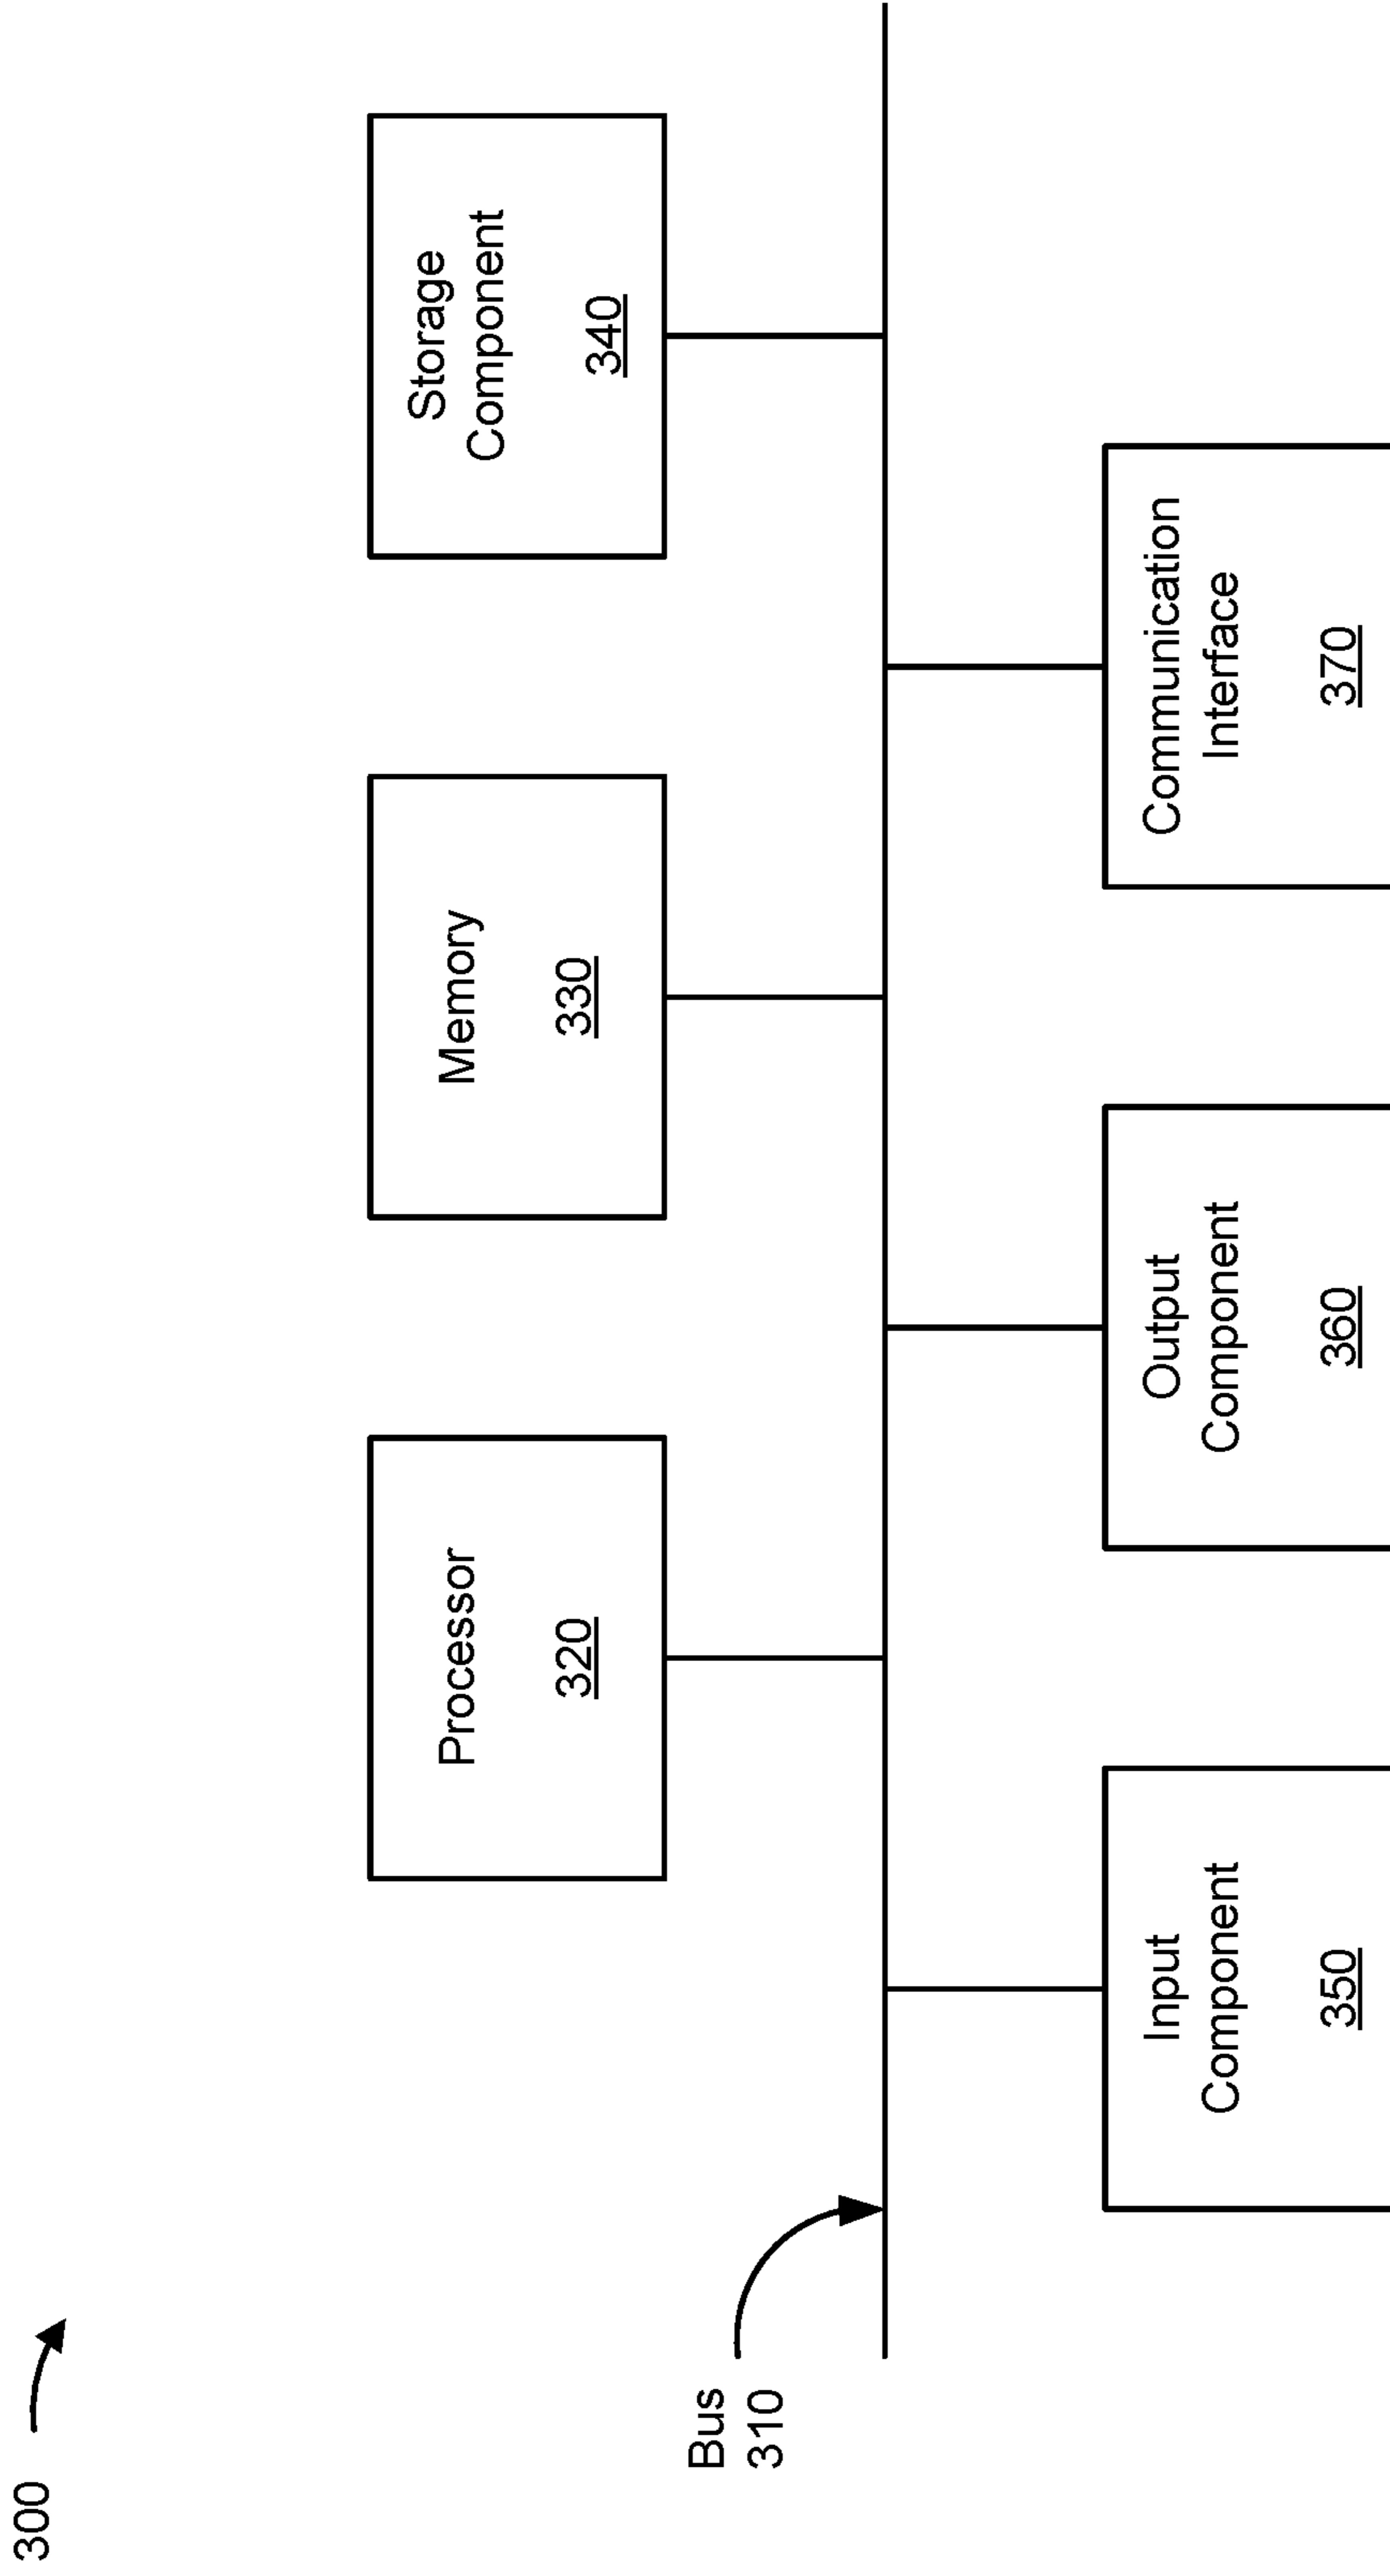 300
Processor
320
Memory
330
Storage
Component
340
Bus
310
Input
Component
350
Output
Component
360
Communication
Interface
370